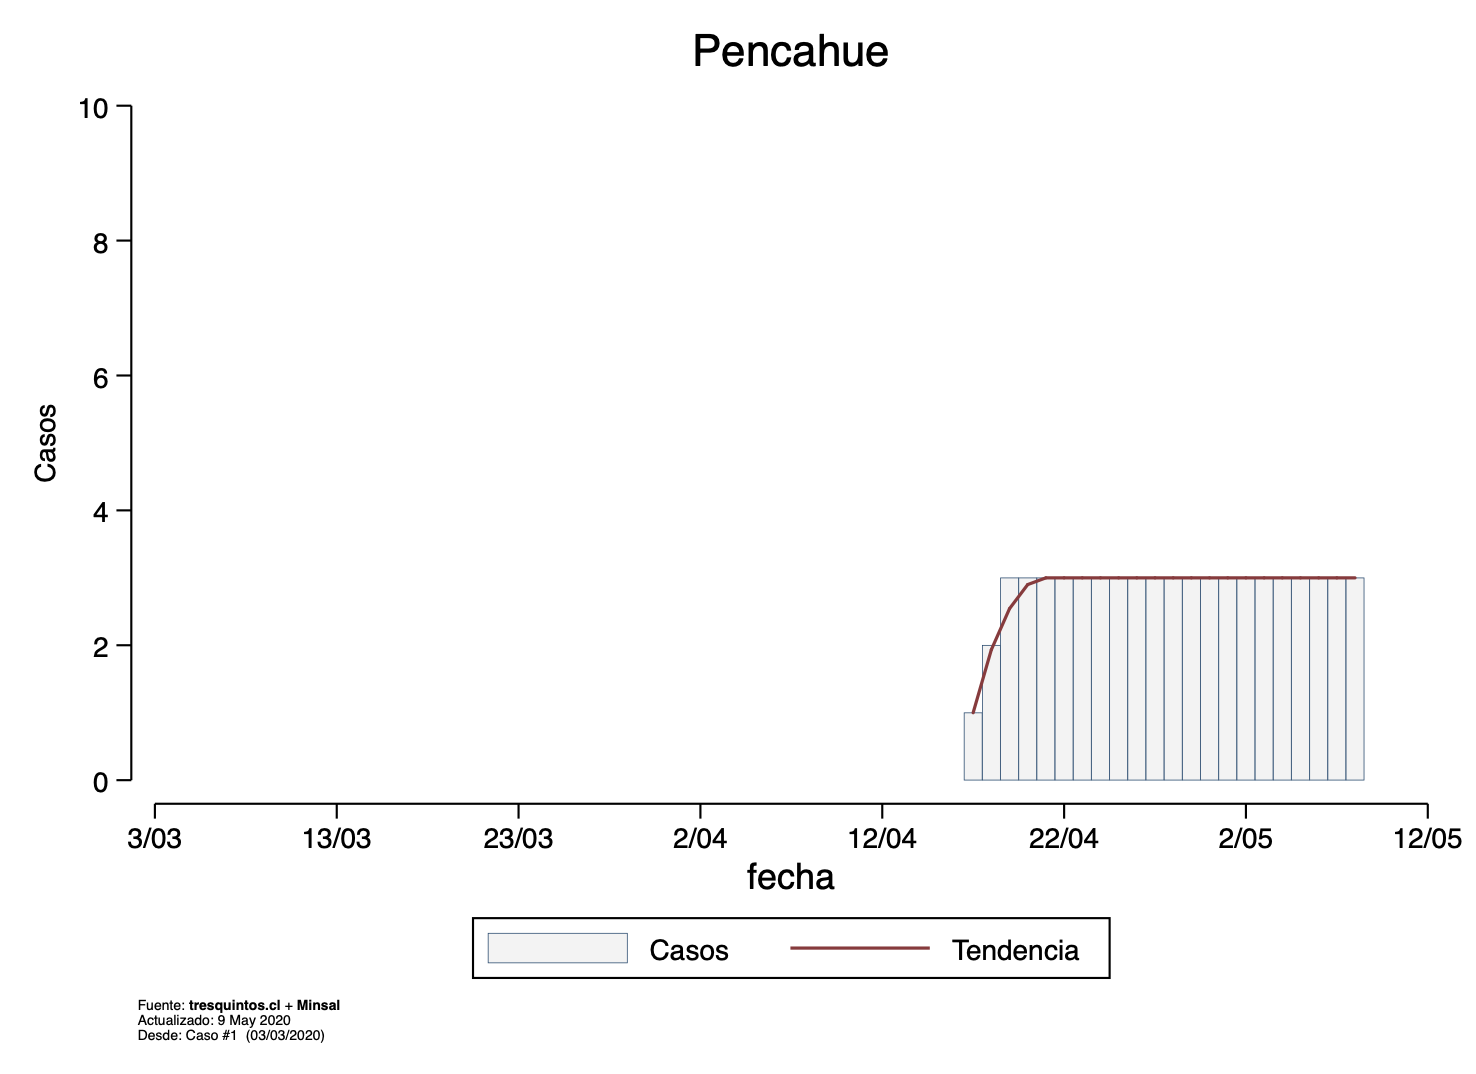 Pencahue
10
8
6
4
2
0
Casos
3/03 13/03 23/03 2/04 12/04 22/04 2/05 12/05
fecha
Casos Tendencia
Fuente: tresquintos.cl + Minsal
Actualizado: 9 May 2020
Desde: Caso #1 (03/03/2020)